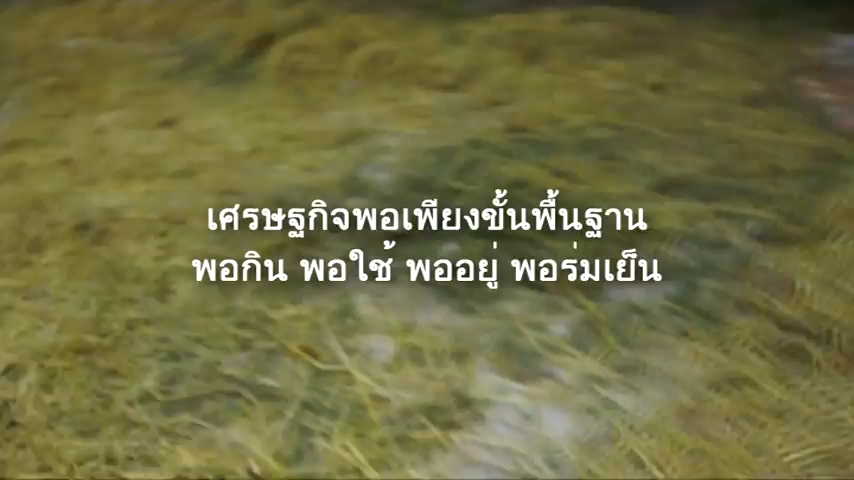 เศรษฐกิจพอเพียงขั้นพื้นฐาน
พอกิน พอใช้ พออยู่ พอร่มเย็น